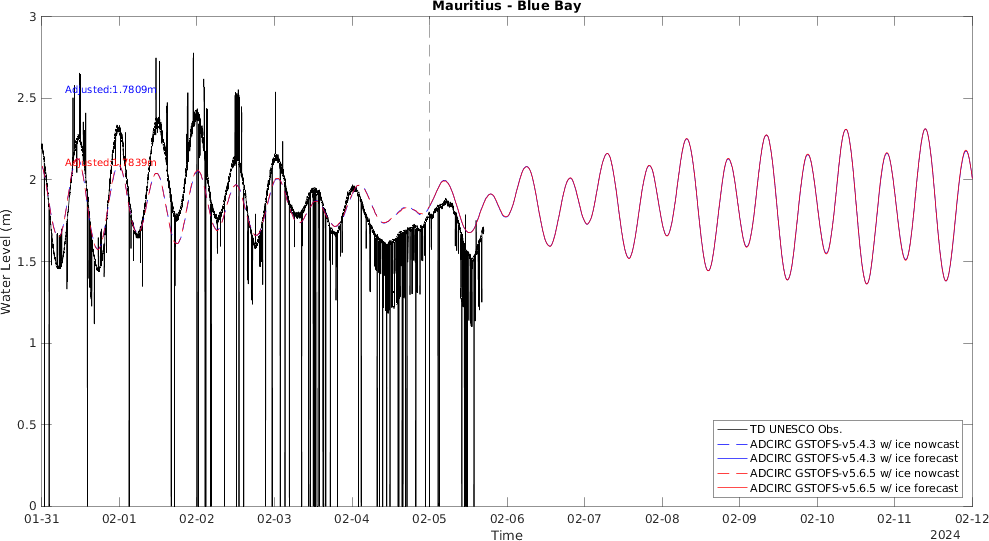 Mauritius - Blue Bay
Water Level (m)
3
2.5
2
1.5
1
0.5
0
Adjusted:1.7809m
Adjusted:1.7839m
TD UNESCO Obs.
ADCIRC GSTOFS-v5.4.3 w/ ice nowcast
ADCIRC GSTOFS-v5.4.3 w/ ice forecast
ADCIRC GSTOFS-v5.6.5 w/ ice nowcast
ADCIRC GSTOFS-v5.6.5 w/ ice forecast
01-31 02-01 02-02 02-03 02-04 02-05 02-06 02-07 02-08 02-09 02-10 02-11 02-12
Time
2024